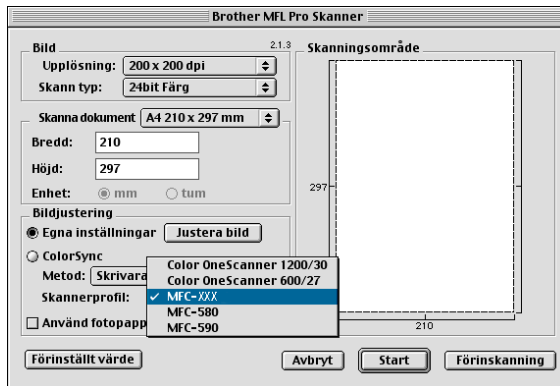 Brother MFL Pro Skanner
Bild
2.1.3
Upplösning: 200 x 200 dpi
Skann typ: 24bit Färg
Skanna dokument A4 210 x 297 mm
Bredd: 210
Höjd: 297
Enhet: mm tum
Bildjustering
Egna inställningar Justera bild
ColorSync
Metod: Skrivara
Skannerprofil:
Color OneScanner 1200/30
Color OneScanner 600/27
MFC-XXX
MFC-580
MFC-590
Använd fotopapp
Skanningsområde
297
210
Förinställt värde
Avbryt
Start
Förinskanning